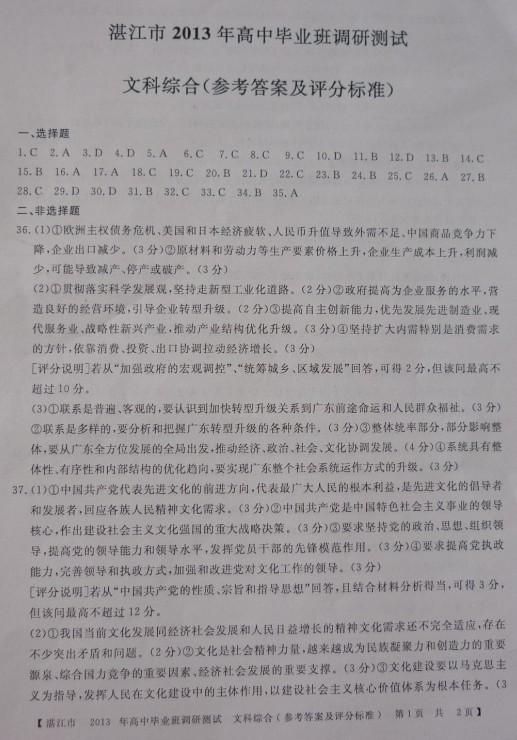 湛江市 2013 年高中毕业班调研测试
文科综合(参考答案及评分标准)
一、选择题
1.C 2.A 3.D 4.D 5.A 6.C 7.C 8.C 9.C 10.D 11.B 12.D 13.B 14.C
15.B 16.A 17.A 18.C 19.C 20.B 21.D 22.C 23.B 24.B 25.C 26.A 27.B
28.C 29.D 30.D 31.B 32.C 33.C 34.B 35.A
二、非选择题
36.(1)①欧洲主权债务危机、美国和日本经济疲软、人民币升值导致外需不足、中国商品竞争力下
降,企业出口减少。(3分)②原材料和劳动力等生产要素价格上升,企业生产成本上升,利润减
少,可能导致减产、停产或破产。(3分)
(2)①贯彻落实科学发展观,坚持走新型工业化道路。(2分)②政府提高为企业服务的水平,营
造良好的经营环境,引导企业转型升级。(2分)③提高自主创新能力,优先发展先进制造业、现
代服务业、战略性新兴产业,推动产业结构优化升级。(3分)④坚持扩大内需特别是消费需求
的方针,依靠消费、投资、出口协调拉动经济增长。(3分)
[评分说明]若从“加强政府的宏观调控”、“统筹城乡、区域发展”回答,可得2分,但该问最高不
超过10分。
(3)①联系是普遍、客观的,要认识到加快转型升级关系到广东前途命运和人民群众福祉。(3分)
②联系是多样的,要分析和把握广东转型升级的各种条件。(3分)③整体统率部分,部分影响整
体,要从广东全方位发展的全局出发,推动经济、政治、社会、文化协调发展。(4分)④系统具有整
体性、有序性和内部结构的优化趋向,要实现广东整个社会系统运作方式的升级。(3分)
37.(1)①中国共产党代表先进文化的前进方向,代表最广大人民的根本利益,是先进文化的倡导者
和发展者,回应各族人民精神文化需求。(3分)②中国共产党是中国特色社会主义事业的领导
核心,作出建设社会主义文化强国的重大战略决策。(3分)③要求坚持党的政治、思想、组织领
导,提高党的领导能力和领导水平,发挥党员干部的先锋模范作用。(3分)④要求提高党执政
能力,完善领导和执政方式,加强和改进党对文化工作的领导。(3分)
[评分说明]若从“中国共产党的性质、宗旨和指导思想”回答,且结合材料分析得当,可得3分,
但该问最高不超过12分。
(2)①我国当前文化发展同经济社会发展和人民日益增长的精神文化需求还不完全适应,存在
不少突出矛盾和问题。(2分)②文化是社会精神力量,越来越成为民族凝聚力和创造力的重要
源泉、综合国力竞争的重要因素、经济社会发展的重要支撑。(3分)③文化建设要以马克思主
义为指导,发挥人民在文化建设中的主体作用,以建设社会主义核心价值体系为根本任务。(3
【湛江市 2013 年高中毕业班调研测试 文科综合(参考答案及评分标准) 第1页 共 2页】